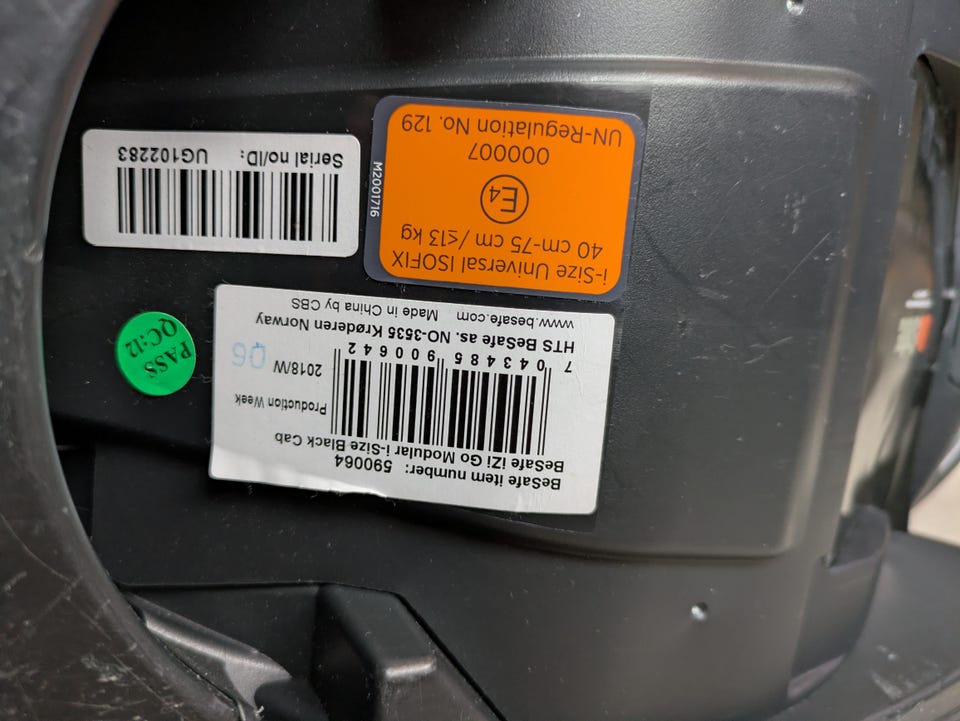 BeSafe item number: 590064
BeSafe iZi Go Modular i-Size Black Cab
Production Week
2018/W
7 043485 900642
HTS BeSafe as. NO-3535 Krøderen Norway
www.besafe.com Made in China by CBS
i-Size Universal ISOFIX
40 cm-75 cm /≤13 kg
E4
000007
UN-Regulation No. 129
M2001716
Serial no/ID: UG102283
PASS
QC:12